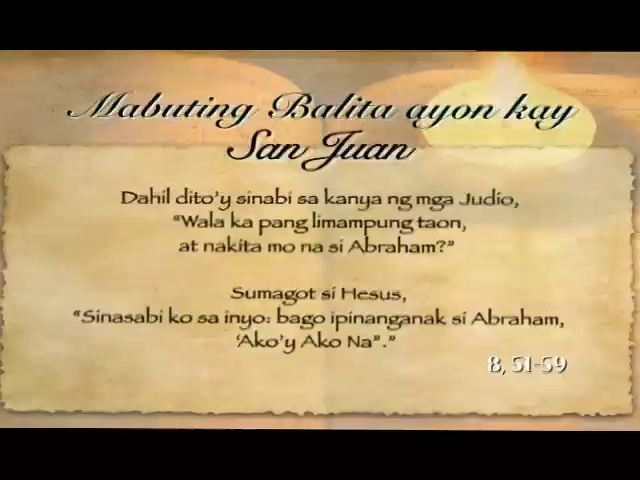 Mabuting Balita ayon kay
San Juan
Dahil dito'y sinabi sa kanya ng mga Judio,
"Wala ka pang limampung taon,
at nakita mo na si Abraham?"
Sumagot si Hesus,
"Sinasabi ko sa inyo: bago ipinanganak si Abraham,
'Ako'y Ako Na"."
8, 51-59